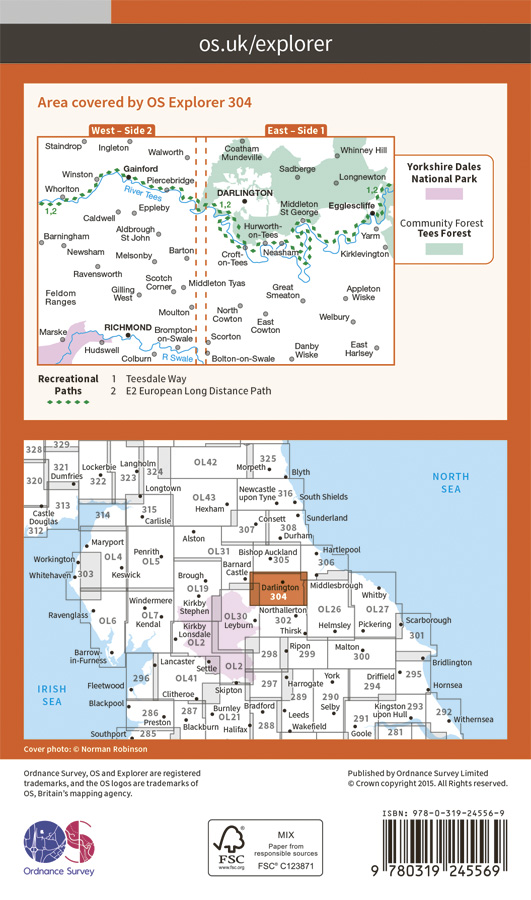 os.uk/explorer
Area covered by OS Explorer 304
West – Side 2
East – Side 1
Staindrop
Ingleton
Walworth
Coatham
Mundeville
Whinney Hill
Sadberge
Winston
Gainford
Piercebridge
Longnewton
Whorlton
River Tees
DARLINGTON
1,2
1,2
1,2
Eppleby
Middleton
St George
Egglescliffe
Caldwell
Hurworth-
on-Tees
Aldbrough
St John
Yarm
Barningham
Newsham
Melsonby
Barton
Croft-
on-Tees
Neasham
Kirklevington
Ravensworth
Scotch
Corner
Middleton Tyas
Feldom
Ranges
Gilling
West
Great
Smeaton
Appleton
Wiske
Moulton
North
Cowton
East
Cowton
Welbury
Marske
RICHMOND
Brompton-
on-Swale
Scorton
Hudswell
Colburn
R Swale
Bolton-on-Swale
Danby
Wiske
East
Harlsey
Yorkshire Dales
National Park
Community Forest
Tees Forest
Recreational
Paths
1 Teesdale Way
2 E2 European Long Distance Path
329
328
321
Dumfries
320
Lockerbie
322
Langholm
323
324
OL42
325
Morpeth
Blyth
NORTH
SEA
313
Longtown
OL43
Hexham
Newcastle
upon Tyne
316
South Shields
Castle
Douglas
312
314
315
Carlisle
Sunderland
Consett
307
308
Durham
Maryport
Alston
OL31
Bishop Auckland
305
Hartlepool
306
Workington
OL4
Penrith
OL5
Barnard
Castle
Whitehaven
303
Keswick
Brough
OL19
Darlington
304
Middlesbrough
Whitby
Windermere
OL7
Kendal
Kirkby
Stephen
OL30
Leyburn
Northallerton
302
Thirsk
OL26
Helmsley
OL27
Pickering
Ravenglass
OL6
Scarborough
301
Kirkby
Lonsdale
OL2
Barrow-
in-Furness
Lancaster
Settle
OL2
298
Ripon
299
Malton
300
Bridlington
IRISH
SEA
296
OL41
Skipton
297
Harrogate
York
Driffield
294
295
Fleetwood
Clitheroe
289
290
Selby
Hornsea
Blackpool
286
Preston
287
Blackburn
Burnley
OL21
Halifax
Bradford
288
Leeds
Wakefield
Kingston
upon Hull
293
292
Withernsea
291
Goole
281
Southport
285
Cover photo: © Norman Robinson
Ordnance Survey, OS and Explorer are registered
trademarks, and the OS logos are trademarks of
OS, Britain's mapping agency.
Published by Ordnance Survey Limited
© Crown copyright 2015. All Rights reserved.
OS
Ordnance Survey
FSC
www.fsc.org
MIX
Paper from
responsible sources
FSC® C123871
ISBN: 978-0-319-24556-9
9 780319 245569